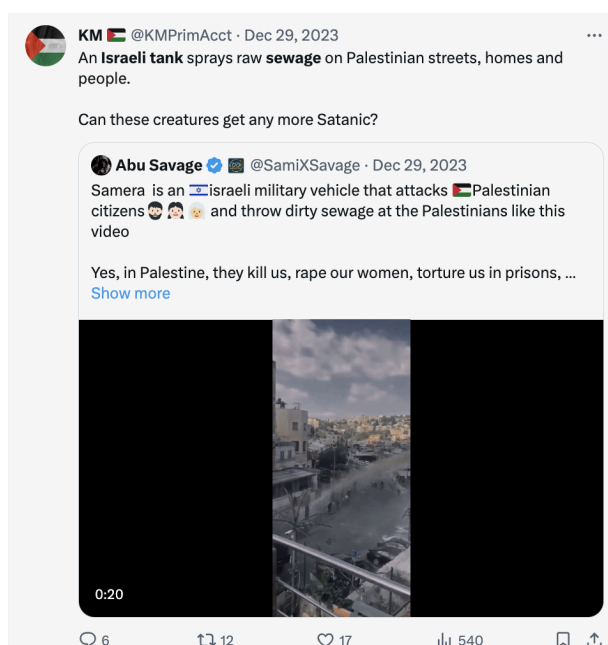 KM 🇵🇸 @KMPrimAcct · Dec 29, 2023
An Israeli tank sprays raw sewage on Palestinian streets, homes and
people.
Can these creatures get any more Satanic?
Abu Savage @SamiXSavage · Dec 29, 2023
Samera is an 🇮🇱israeli military vehicle that attacks 🇵🇸Palestinian
citizens🧔🏻👧🏻👵🏻 and throw dirty sewage at the Palestinians like this
video
Yes, in Palestine, they kill us, rape our women, torture us in prisons, ...
Show more
0:20
6 12 17 540